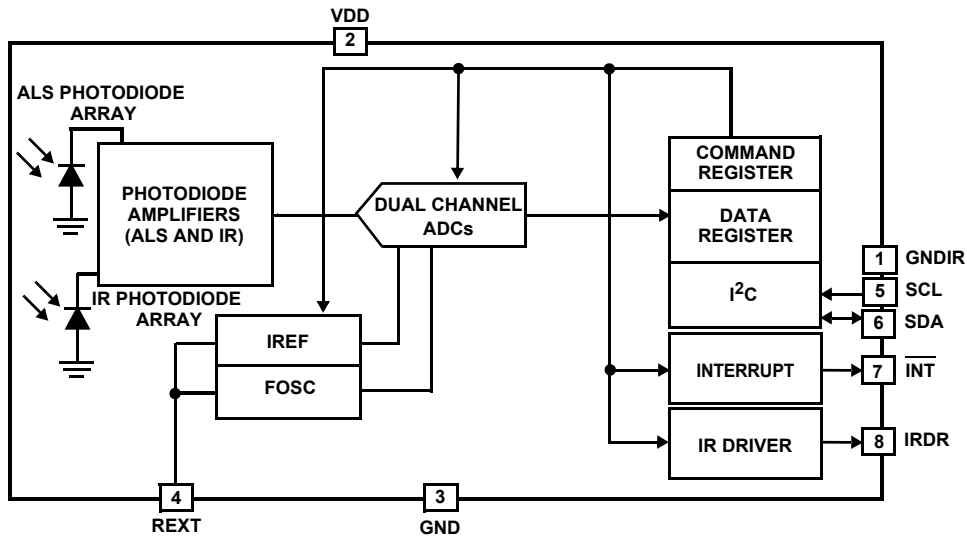 VDD
2
ALS PHOTODIODE
ARRAY
PHOTODIODE
AMPLIFIERS
(ALS AND IR)
IR PHOTODIODE
ARRAY
DUAL CHANNEL
ADCs
IREF
FOSC
COMMAND
REGISTER
DATA
REGISTER
I²C
INTERRUPT
IR DRIVER
1 GNDIR
5 SCL
6 SDA
7 I̅N̅T̅
8 IRDR
4
REXT
3
GND